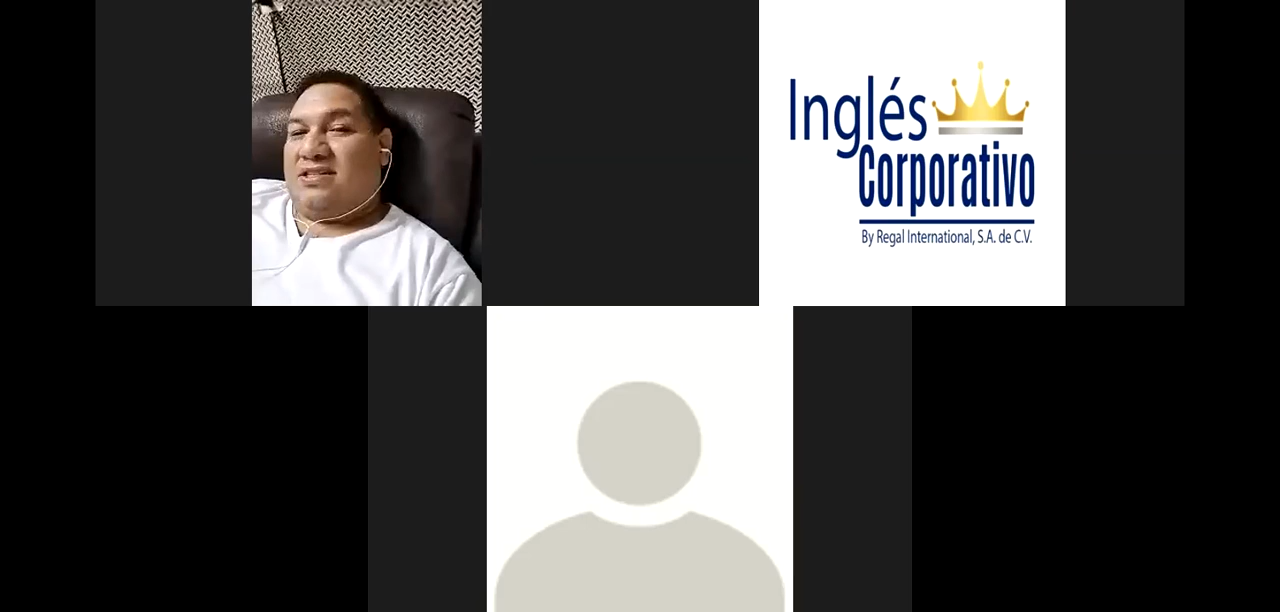 Inglés
Corporativo
By Regal International, S.A. de C.V.